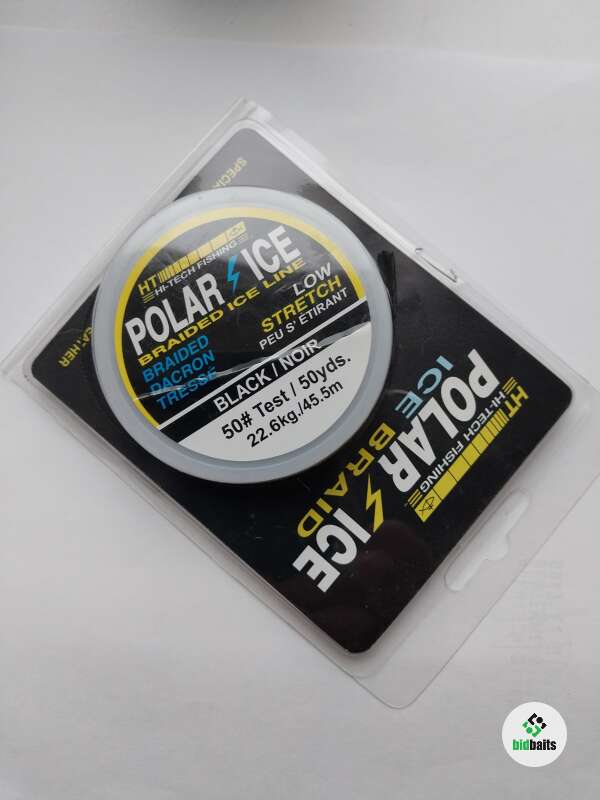 HT
HI-TECH FISHING
POLAR ICE
BRAIDED ICE LINE
BRAIDED
DACRON
TRESSÉ
LOW
STRETCH
PEU S' ETIRANT
BLACK / NOIR
50# Test / 50yds.
22.6kg./45.5m
HT
HI-TECH FISHING
POLAR ICE
ICE BRAID
bidbaits